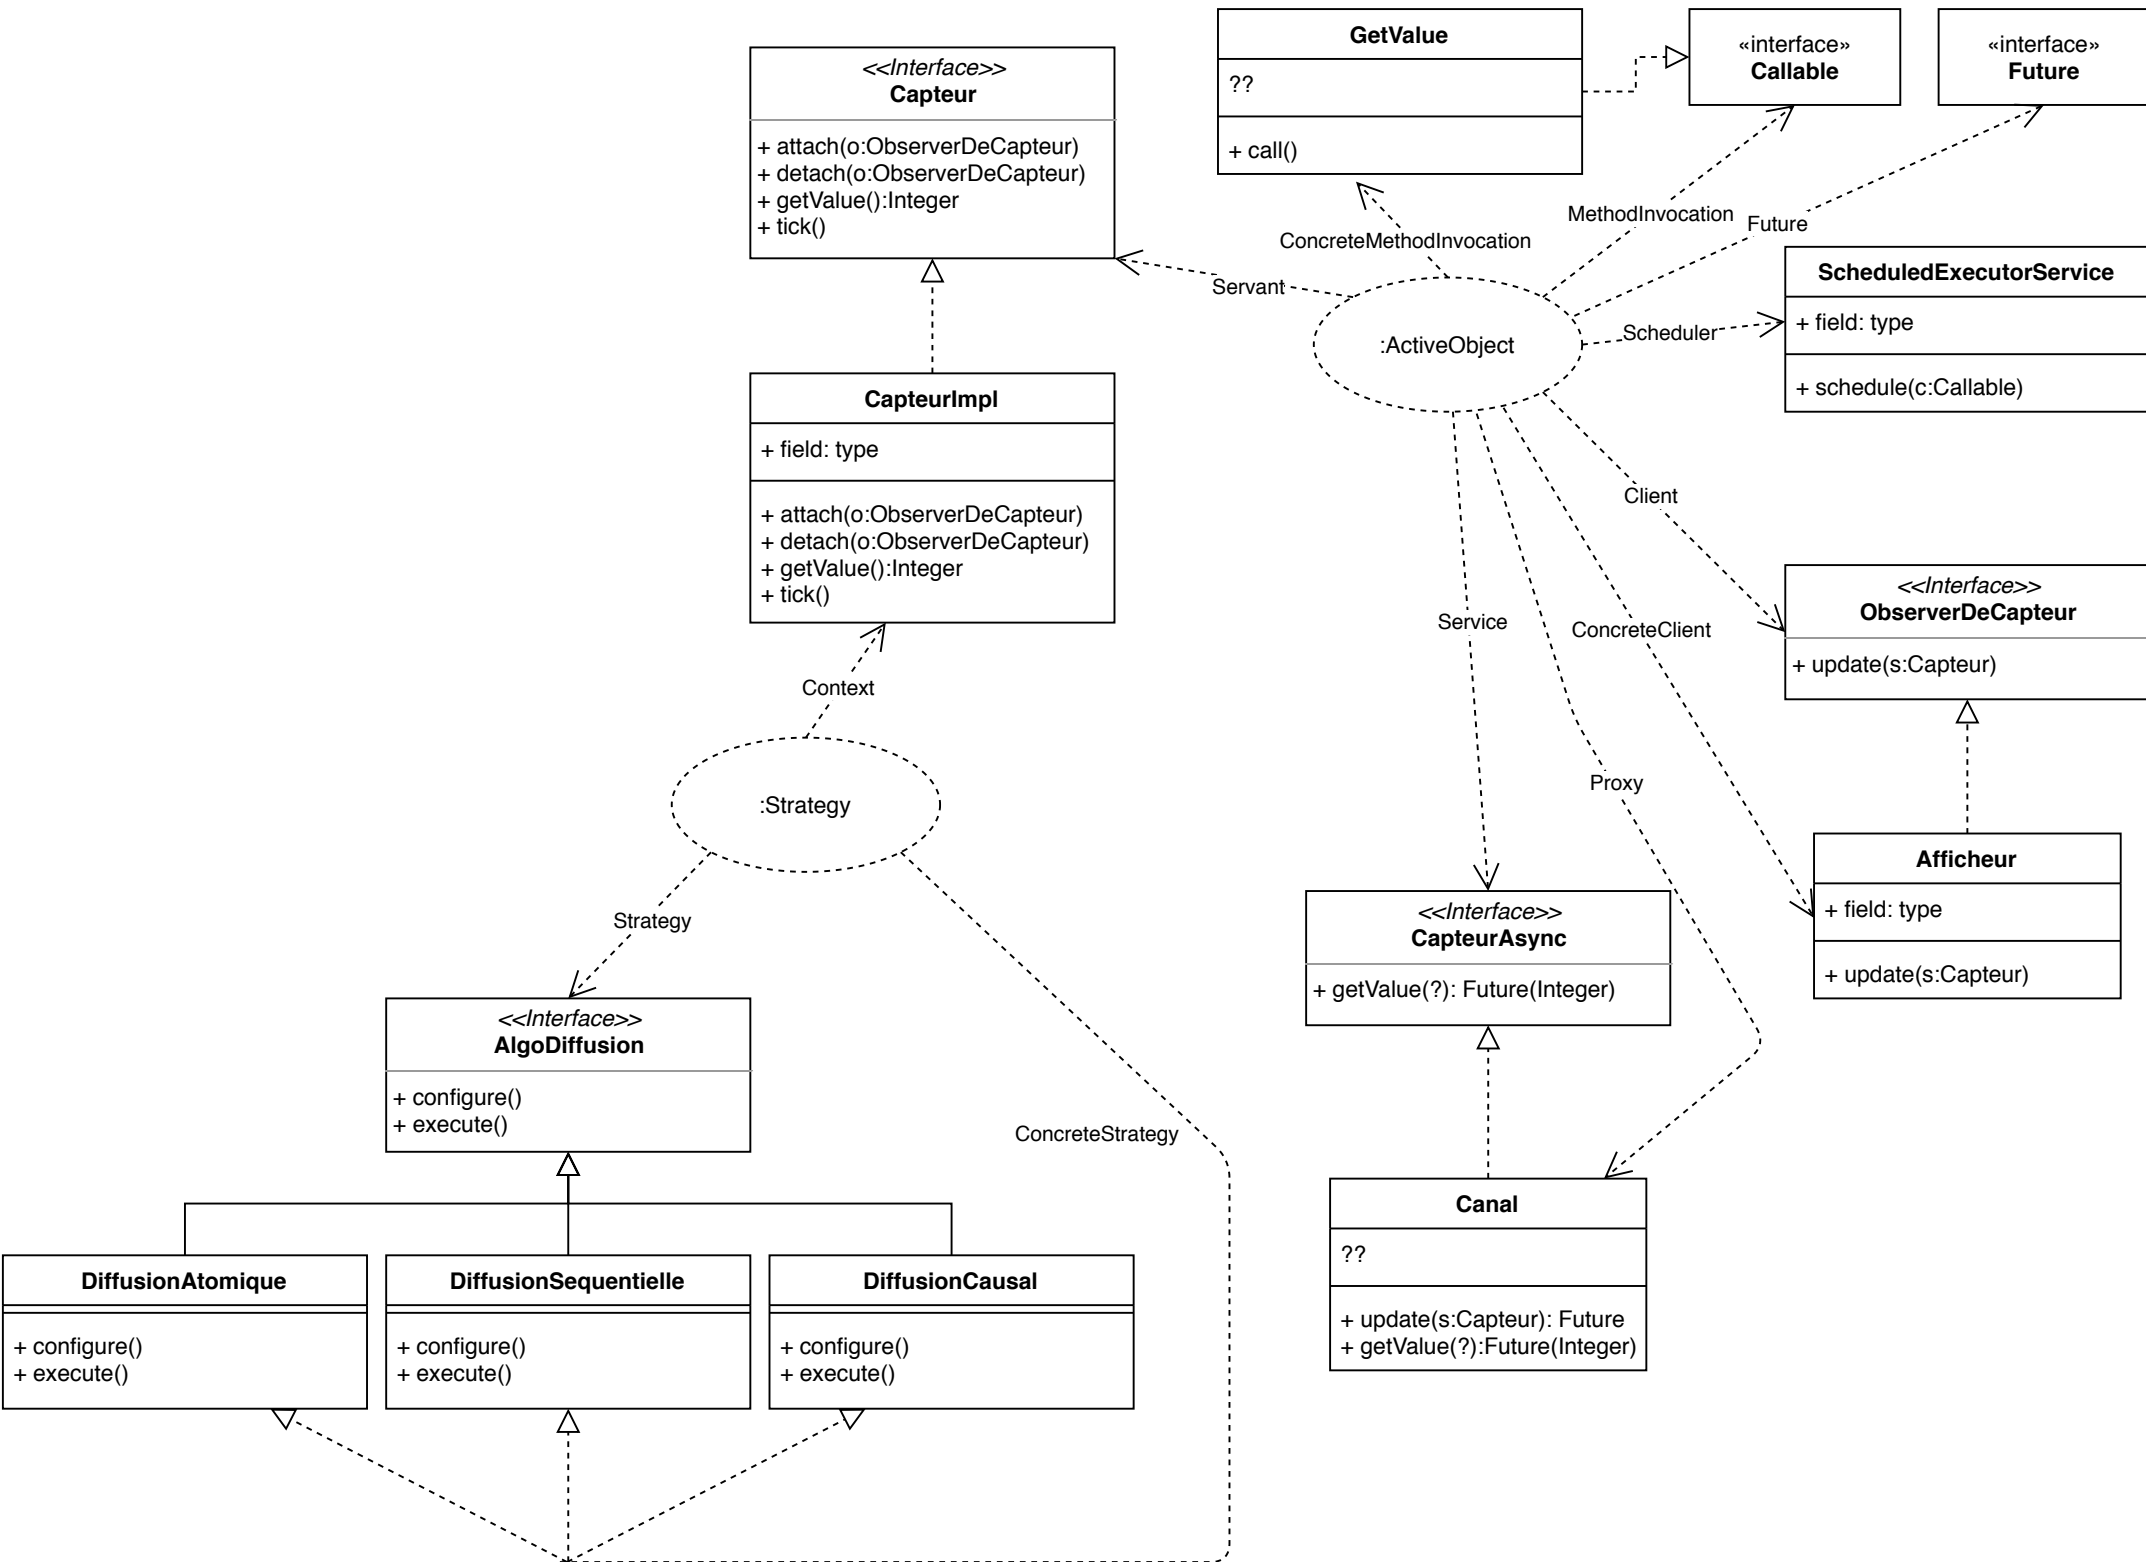 GetValue
??
+ call()
«interface»
Callable
«interface»
Future
<<Interface>>
Capteur
+ attach(o:ObserverDeCapteur)
+ detach(o:ObserverDeCapteur)
+ getValue():Integer
+ tick()
MethodInvocation
Future
ConcreteMethodInvocation
Servant
ScheduledExecutorService
+ field: type
+ schedule(c:Callable)
Scheduler
:ActiveObject
CapteurImpl
+ field: type
+ attach(o:ObserverDeCapteur)
+ detach(o:ObserverDeCapteur)
+ getValue():Integer
+ tick()
Client
Service
ConcreteClient
<<Interface>>
ObserverDeCapteur
+ update(s:Capteur)
Context
:Strategy
Proxy
Strategy
Afficheur
+ field: type
+ update(s:Capteur)
<<Interface>>
CapteurAsync
+ getValue(?): Future(Integer)
<<Interface>>
AlgoDiffusion
+ configure()
+ execute()
ConcreteStrategy
Canal
??
+ update(s:Capteur): Future
+ getValue(?):Future(Integer)
DiffusionAtomique
+ configure()
+ execute()
DiffusionSequentielle
+ configure()
+ execute()
DiffusionCausal
+ configure()
+ execute()